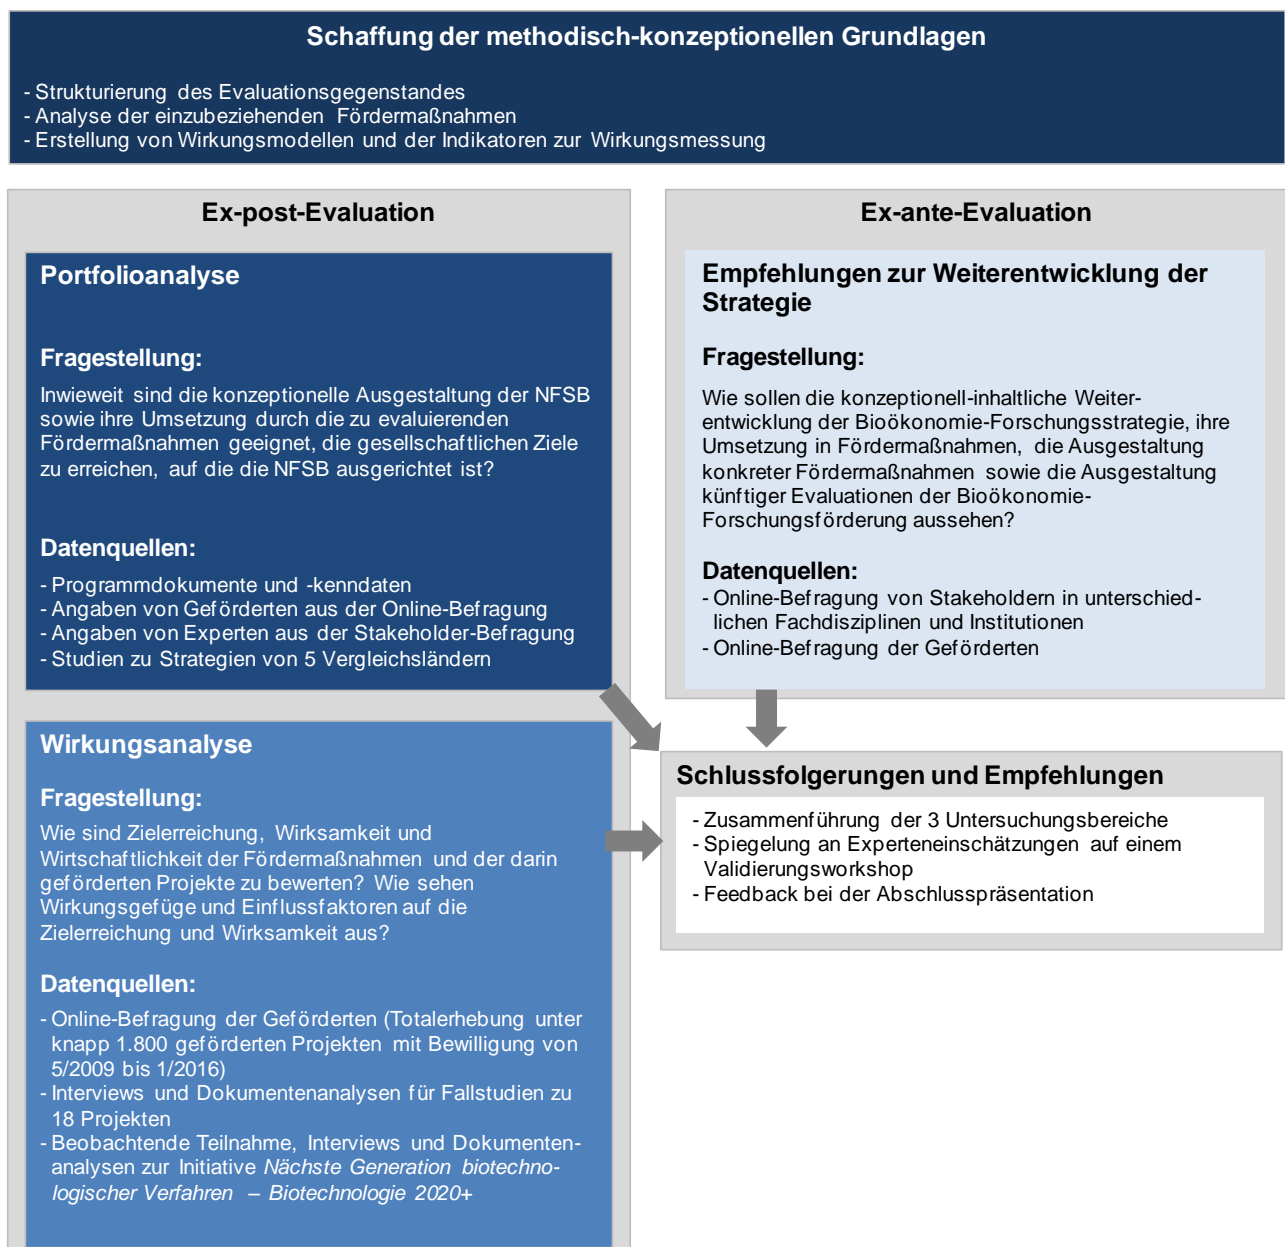 Schaffung der methodisch-konzeptionellen Grundlagen
- Strukturierung des Evaluationsgegenstandes
- Analyse der einzubeziehenden Fördermaßnahmen
- Erstellung von Wirkungsmodellen und der Indikatoren zur Wirkungsmessung
Ex-post-Evaluation
Portfolioanalyse
Fragestellung:
Inwieweit sind die konzeptionelle Ausgestaltung der NFSB
sowie ihre Umsetzung durch die zu evaluierenden
Fördermaßnahmen geeignet, die gesellschaftlichen Ziele
zu erreichen, auf die die NFSB ausgerichtet ist?
Datenquellen:
- Programmdokumente und -kenndaten
- Angaben von Geförderten aus der Online-Befragung
- Angaben von Experten aus der Stakeholder-Befragung
- Studien zu Strategien von 5 Vergleichsländern
Wirkungsanalyse
Fragestellung:
Wie sind Zielerreichung, Wirksamkeit und
Wirtschaftlichkeit der Fördermaßnahmen und der darin
geförderten Projekte zu bewerten? Wie sehen
Wirkungsgefüge und Einflussfaktoren auf die
Zielerreichung und Wirksamkeit aus?
Datenquellen:
- Online-Befragung der Geförderten (Totalerhebung unter
knapp 1.800 geförderten Projekten mit Bewilligung von
5/2009 bis 1/2016)
- Interviews und Dokumentenanalysen für Fallstudien zu
18 Projekten
- Beobachtende Teilnahme, Interviews und Dokumenten-
analysen zur Initiative Nächste Generation biotechno-
logischer Verfahren – Biotechnologie 2020+
Ex-ante-Evaluation
Empfehlungen zur Weiterentwicklung der
Strategie
Fragestellung:
Wie sollen die konzeptionell-inhaltliche Weiter-
entwicklung der Bioökonomie-Forschungsstrategie, ihre
Umsetzung in Fördermaßnahmen, die Ausgestaltung
konkreter Fördermaßnahmen sowie die Ausgestaltung
künftiger Evaluationen der Bioökonomie-
Forschungsförderung aussehen?
Datenquellen:
- Online-Befragung von Stakeholdern in unterschied-
lichen Fachdisziplinen und Institutionen
- Online-Befragung der Geförderten
Schlussfolgerungen und Empfehlungen
- Zusammenführung der 3 Untersuchungsbereiche
- Spiegelung an Experteneinschätzungen auf einem
Validierungsworkshop
- Feedback bei der Abschlusspräsentation